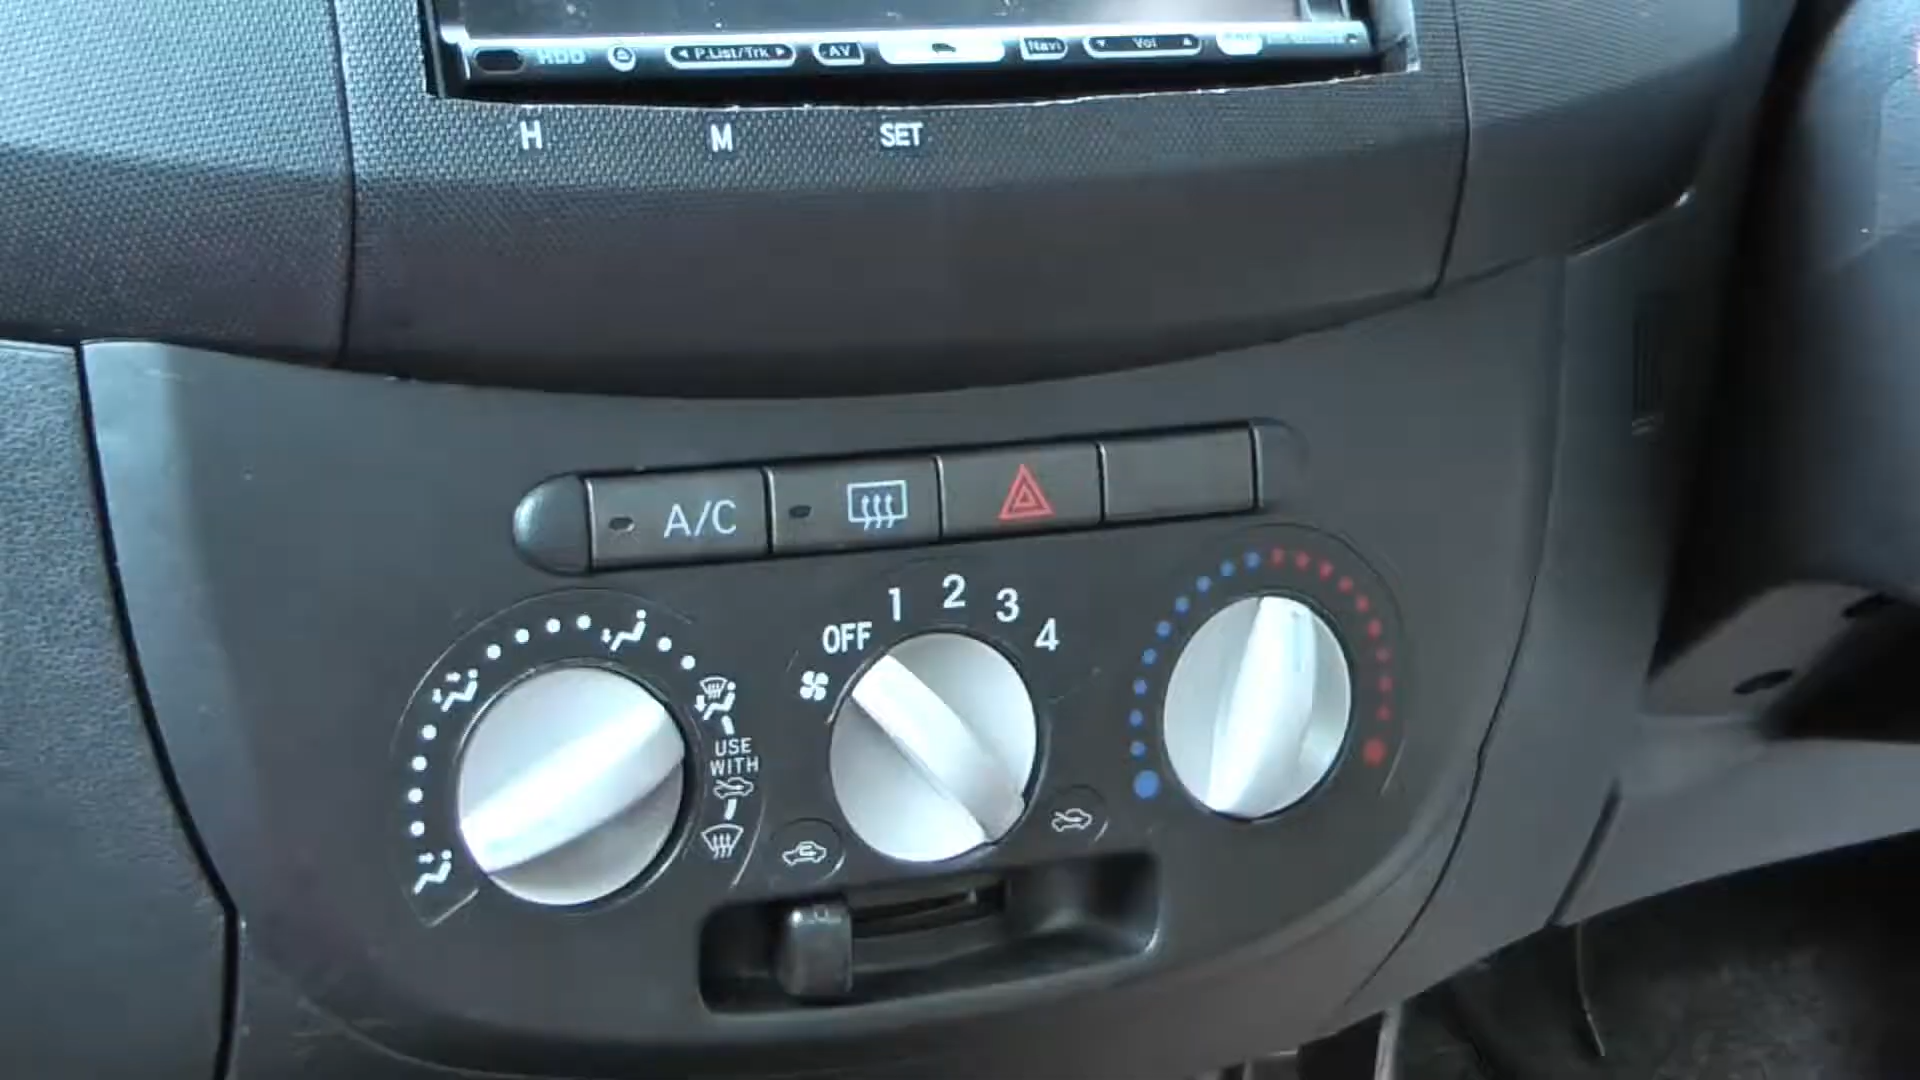 HDD P.List/Trk AV Navi Vol
H M SET
A/C
1 2 3 4
OFF
USE
WITH